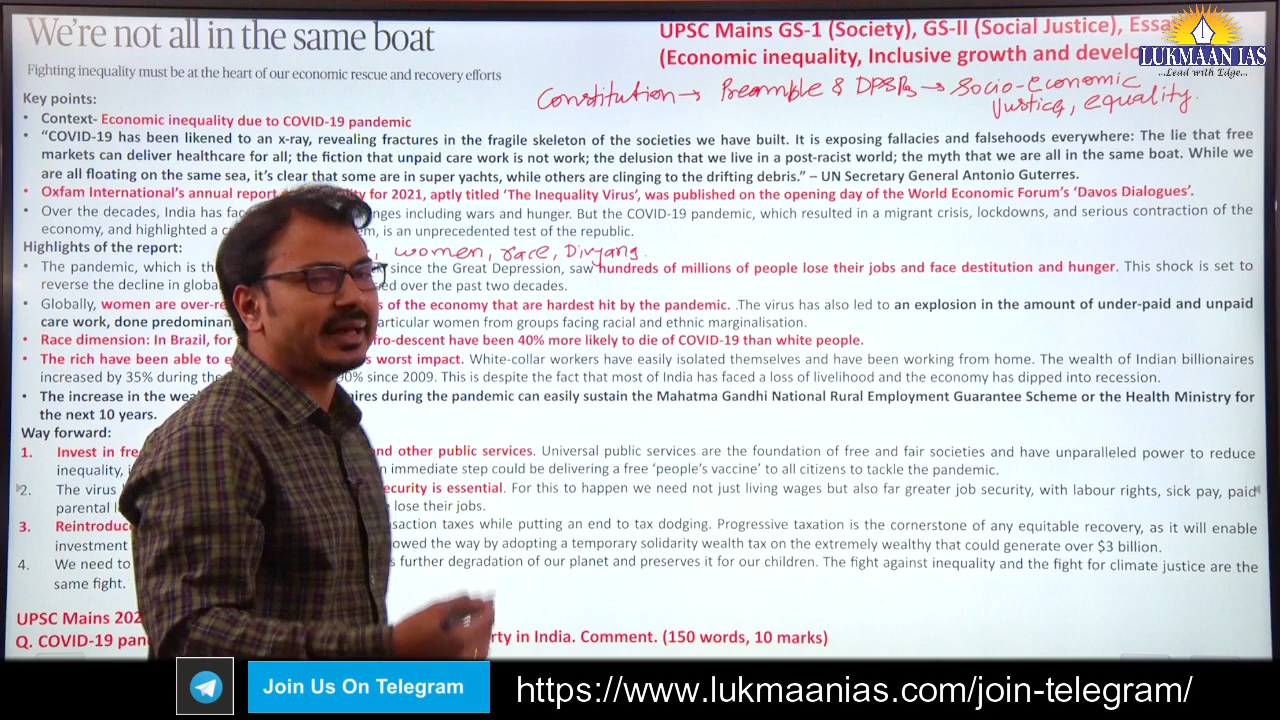 We're not all in the same boat
UPSC Mains GS-1 (Society), GS-II (Social Justice), Essay
(Economic inequality, Inclusive growth and develo
LUKMAAN IAS
...Lead with Edge...
Fighting inequality must be at the heart of our economic rescue and recovery efforts
Constitution → Preamble & DPSPs → Socio-economic
Justice, equality.
Key points:
• Context- Economic inequality due to COVID-19 pandemic
• "COVID-19 has been likened to an x-ray, revealing fractures in the fragile skeleton of the societies we have built. It is exposing fallacies and falsehoods everywhere: The lie that free
markets can deliver healthcare for all; the fiction that unpaid care work is not work; the delusion that we live in a post-racist world; the myth that we are all in the same boat. While we
are all floating on the same sea, it's clear that some are in super yachts, while others are clinging to the drifting debris." – UN Secretary General Antonio Guterres.
• Oxfam International's annual report for 2021, aptly titled 'The Inequality Virus', was published on the opening day of the World Economic Forum's 'Davos Dialogues'.
• Over the decades, India has fac nges including wars and hunger. But the COVID-19 pandemic, which resulted in a migrant crisis, lockdowns, and serious contraction of the
economy, and highlighted a c m, is an unprecedented test of the republic.
Highlights of the report:
, women, race, Divyang.
• The pandemic, which is the since the Great Depression, saw hundreds of millions of people lose their jobs and face destitution and hunger. This shock is set to
reverse the decline in globa ed over the past two decades.
• Globally, women are over-re s of the economy that are hardest hit by the pandemic. .The virus has also led to an explosion in the amount of under-paid and unpaid
care work, done predominan articular women from groups facing racial and ethnic marginalisation.
• Race dimension: In Brazil, for fro-descent have been 40% more likely to die of COVID-19 than white people.
• The rich have been able to e s worst impact. White-collar workers have easily isolated themselves and have been working from home. The wealth of Indian billionaires
increased by 35% during the 90% since 2009. This is despite the fact that most of India has faced a loss of livelihood and the economy has dipped into recession.
• The increase in the wea ires during the pandemic can easily sustain the Mahatma Gandhi National Rural Employment Guarantee Scheme or the Health Ministry for
the next 10 years.
Way forward:
1. Invest in fre nd other public services. Universal public services are the foundation of free and fair societies and have unparalleled power to reduce
inequality, i n immediate step could be delivering a free 'people's vaccine' to all citizens to tackle the pandemic.
2. The virus ecurity is essential. For this to happen we need not just living wages but also far greater job security, with labour rights, sick pay, paid
parental l lose their jobs.
3. Reintroduce saction taxes while putting an end to tax dodging. Progressive taxation is the cornerstone of any equitable recovery, as it will enable
investment owed the way by adopting a temporary solidarity wealth tax on the extremely wealthy that could generate over $3 billion.
4. We need to s further degradation of our planet and preserves it for our children. The fight against inequality and the fight for climate justice are the
same fight.
UPSC Mains 202
Q. COVID-19 pan rty in India. Comment. (150 words, 10 marks)
Join Us On Telegram
https://www.lukmaanias.com/join-telegram/